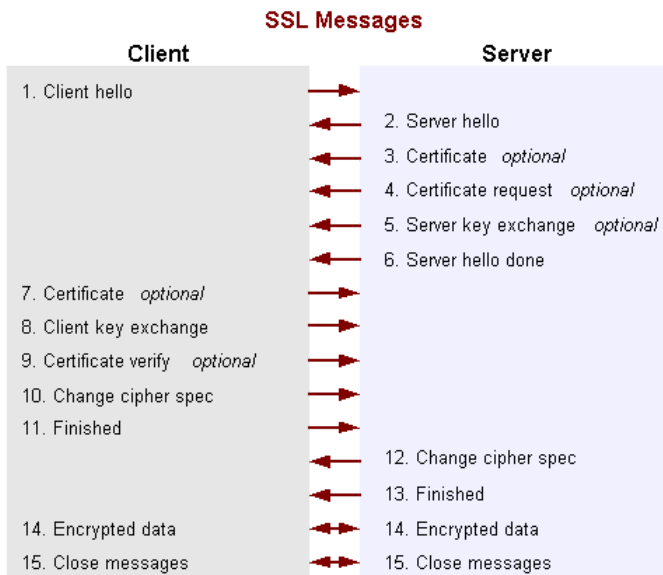 SSL Messages
Client Server
1. Client hello
2. Server hello
3. Certificate optional
4. Certificate request optional
5. Server key exchange optional
6. Server hello done
7. Certificate optional
8. Client key exchange
9. Certificate verify optional
10. Change cipher spec
11. Finished
12. Change cipher spec
13. Finished
14. Encrypted data 14. Encrypted data
15. Close messages 15. Close messages